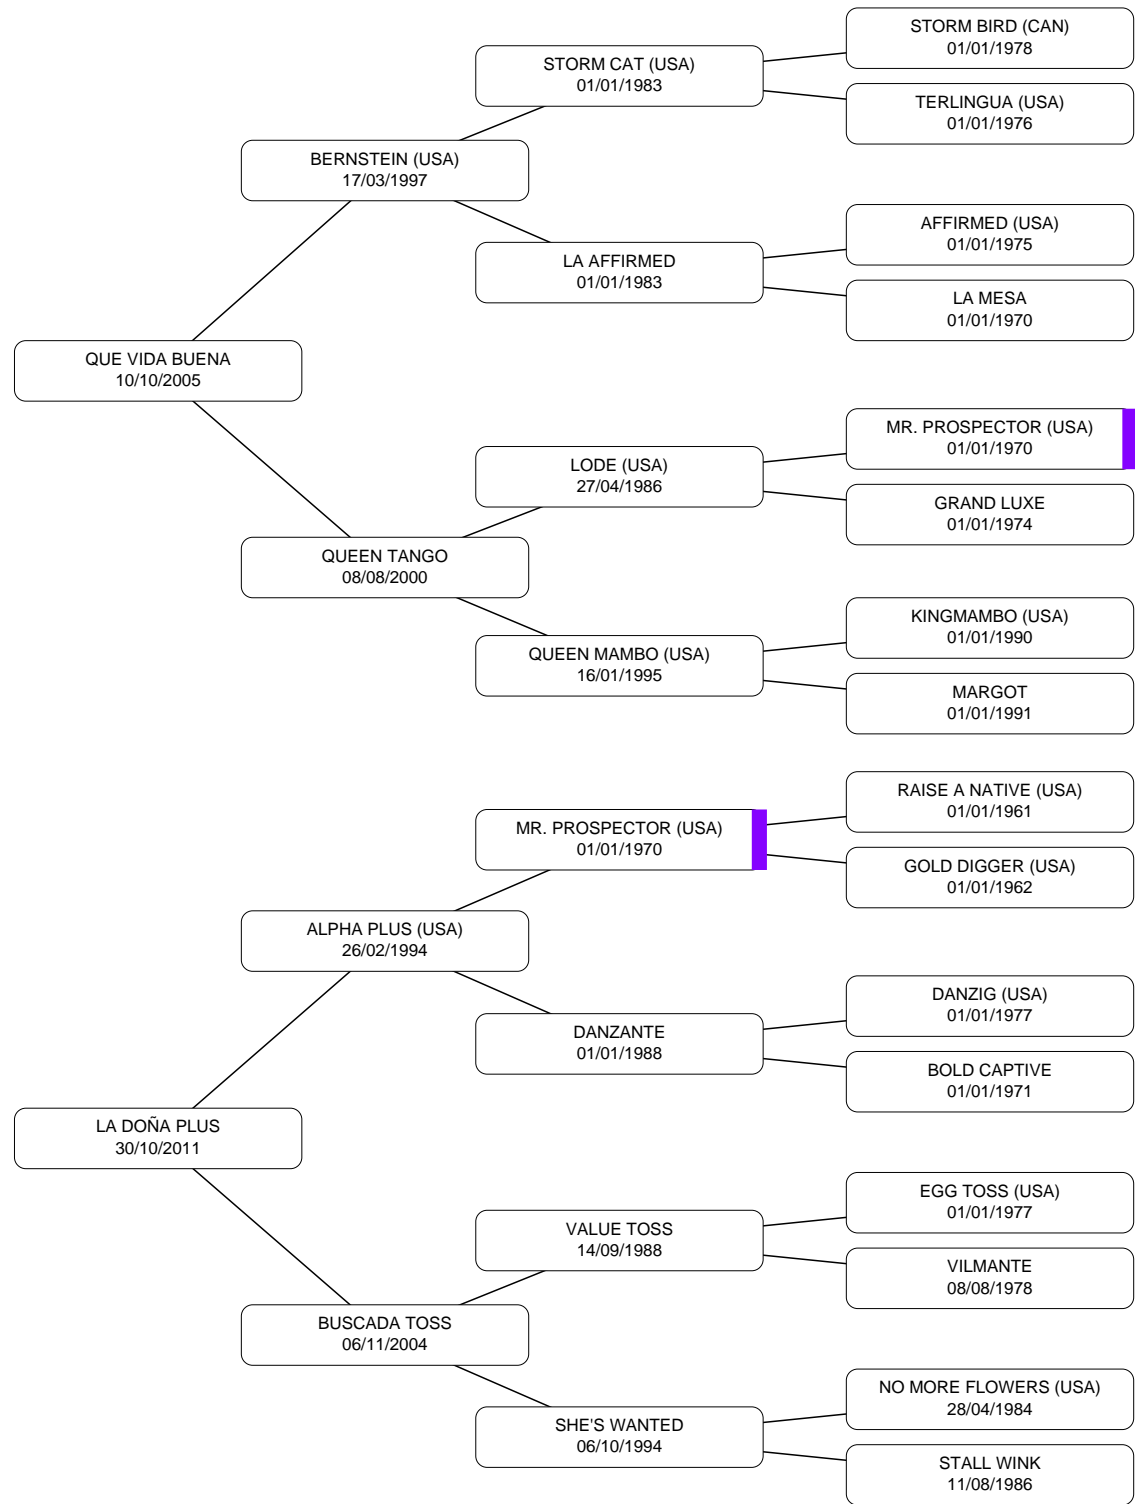 STORM BIRD (CAN)
01/01/1978
STORM CAT (USA)
01/01/1983
TERLINGUA (USA)
01/01/1976
BERNSTEIN (USA)
17/03/1997
AFFIRMED (USA)
01/01/1975
LA AFFIRMED
01/01/1983
LA MESA
01/01/1970
QUE VIDA BUENA
10/10/2005
MR. PROSPECTOR (USA)
01/01/1970
LODE (USA)
27/04/1986
GRAND LUXE
01/01/1974
QUEEN TANGO
08/08/2000
KINGMAMBO (USA)
01/01/1990
QUEEN MAMBO (USA)
16/01/1995
MARGOT
01/01/1991
RAISE A NATIVE (USA)
01/01/1961
MR. PROSPECTOR (USA)
01/01/1970
GOLD DIGGER (USA)
01/01/1962
ALPHA PLUS (USA)
26/02/1994
DANZIG (USA)
01/01/1977
DANZANTE
01/01/1988
BOLD CAPTIVE
01/01/1971
LA DOÑA PLUS
30/10/2011
EGG TOSS (USA)
01/01/1977
VALUE TOSS
14/09/1988
VILMANTE
08/08/1978
BUSCADA TOSS
06/11/2004
NO MORE FLOWERS (USA)
28/04/1984
SHE'S WANTED
06/10/1994
STALL WINK
11/08/1986